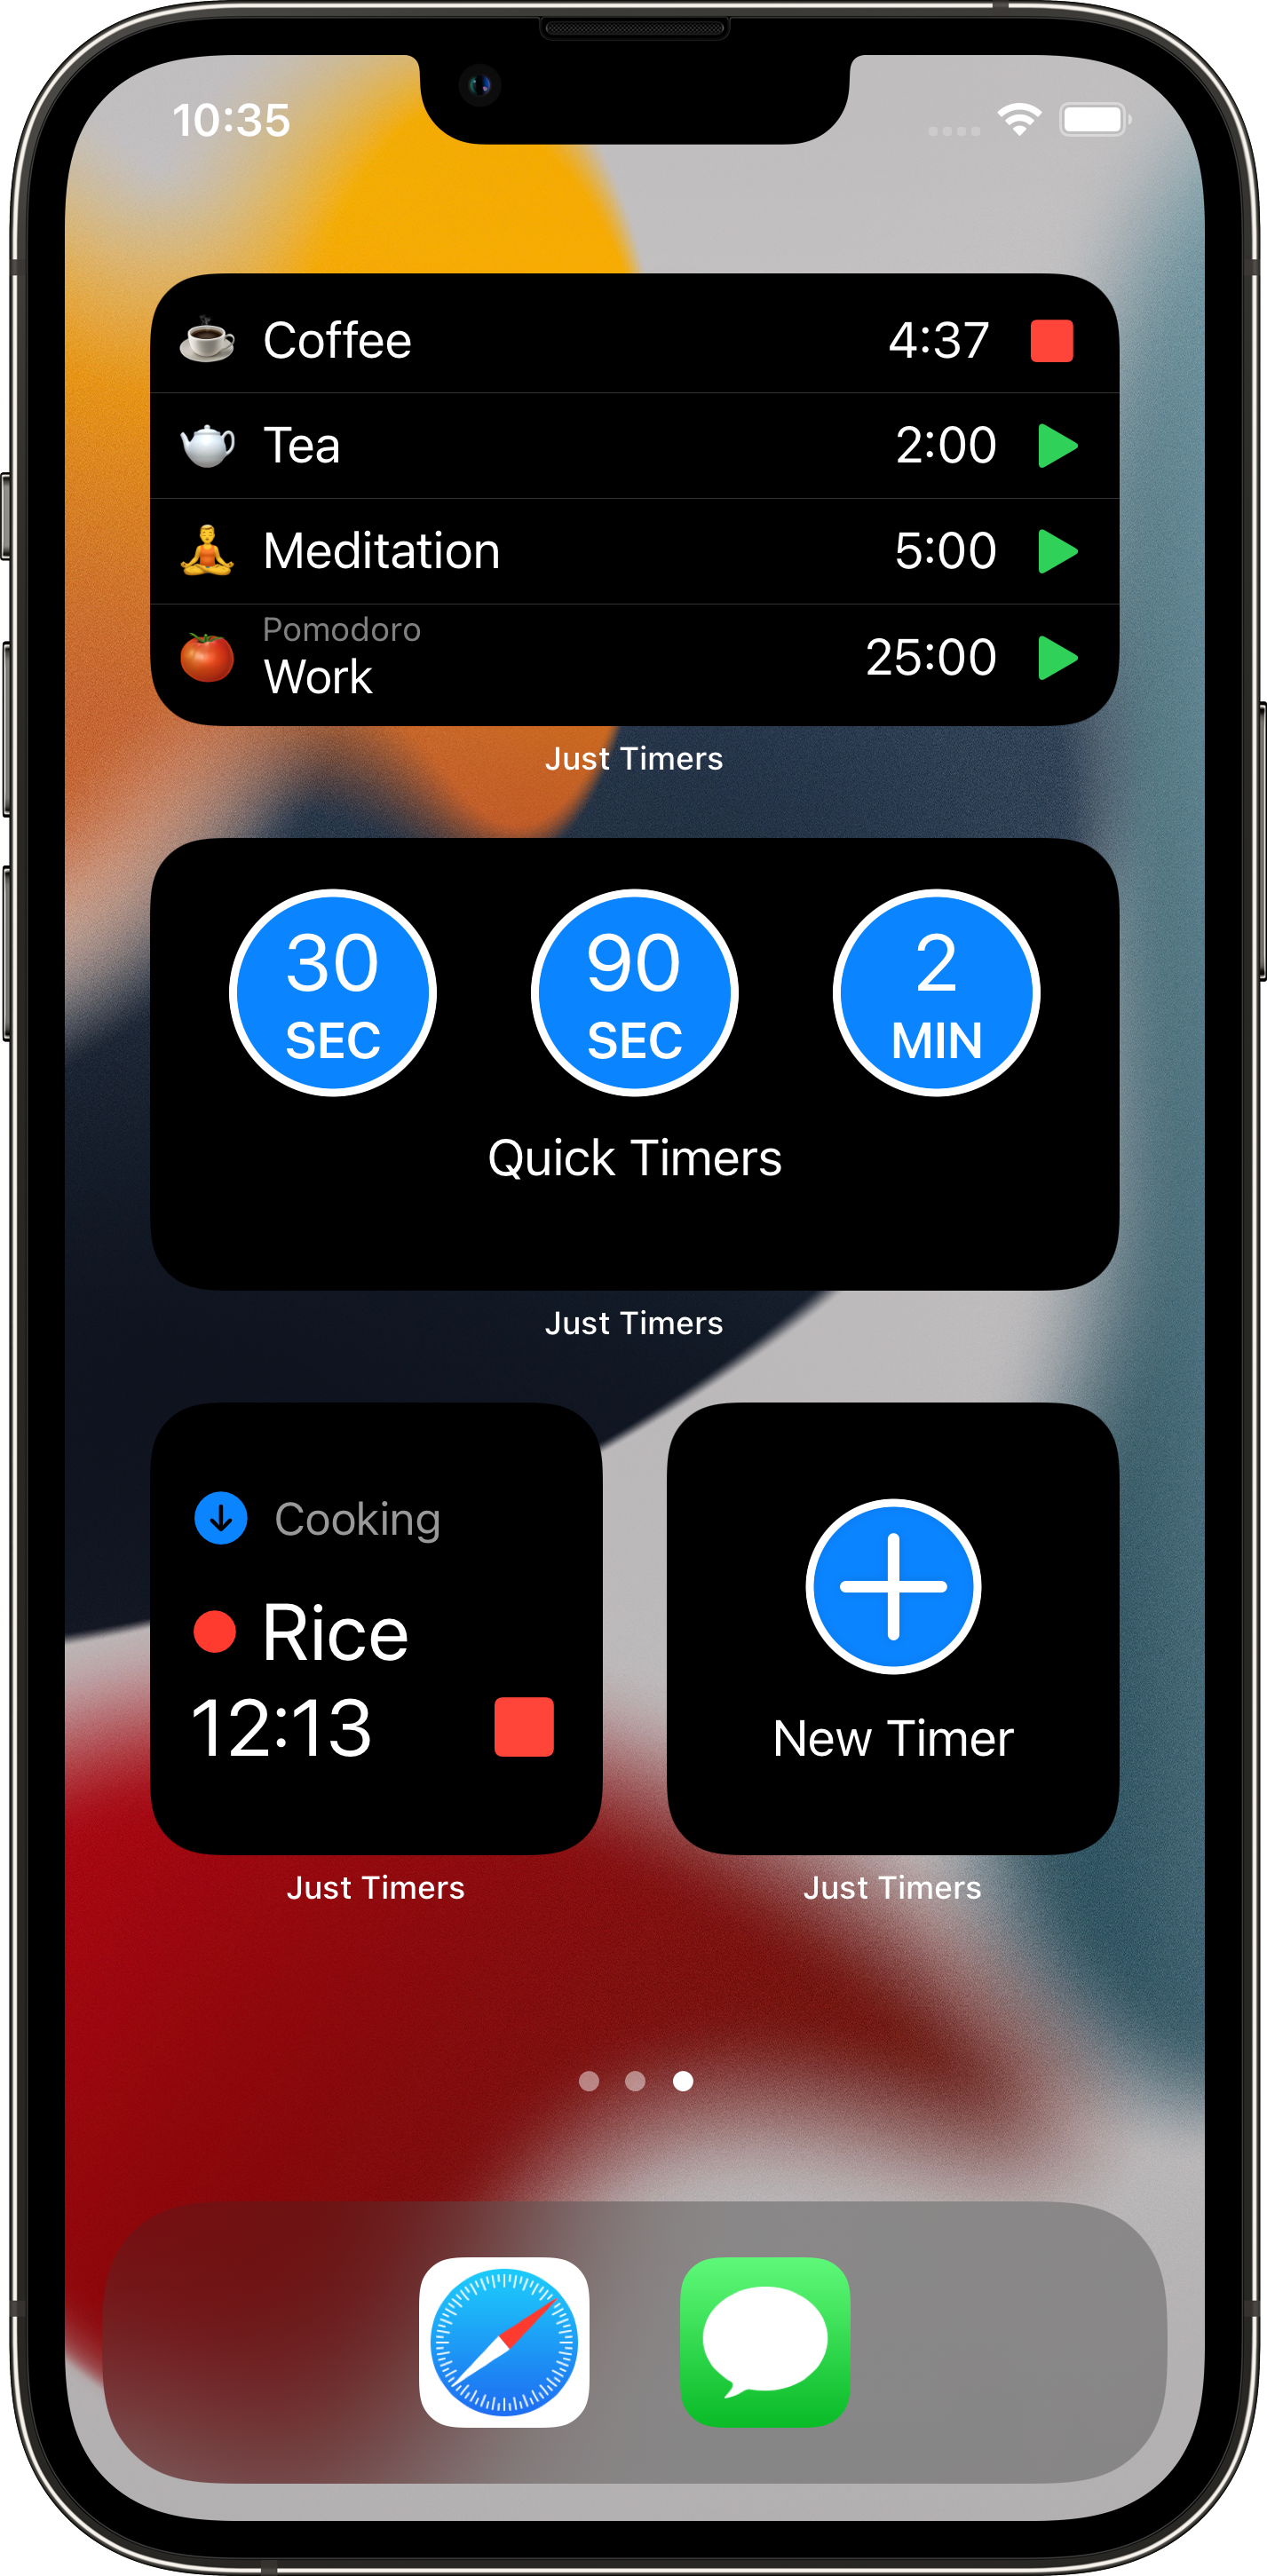 10:35
Coffee 4:37
Tea 2:00
Meditation 5:00
Pomodoro
Work 25:00
Just Timers
30 SEC
90 SEC
2 MIN
Quick Timers
Just Timers
Cooking
Rice
12:13
Just Timers
New Timer
Just Timers